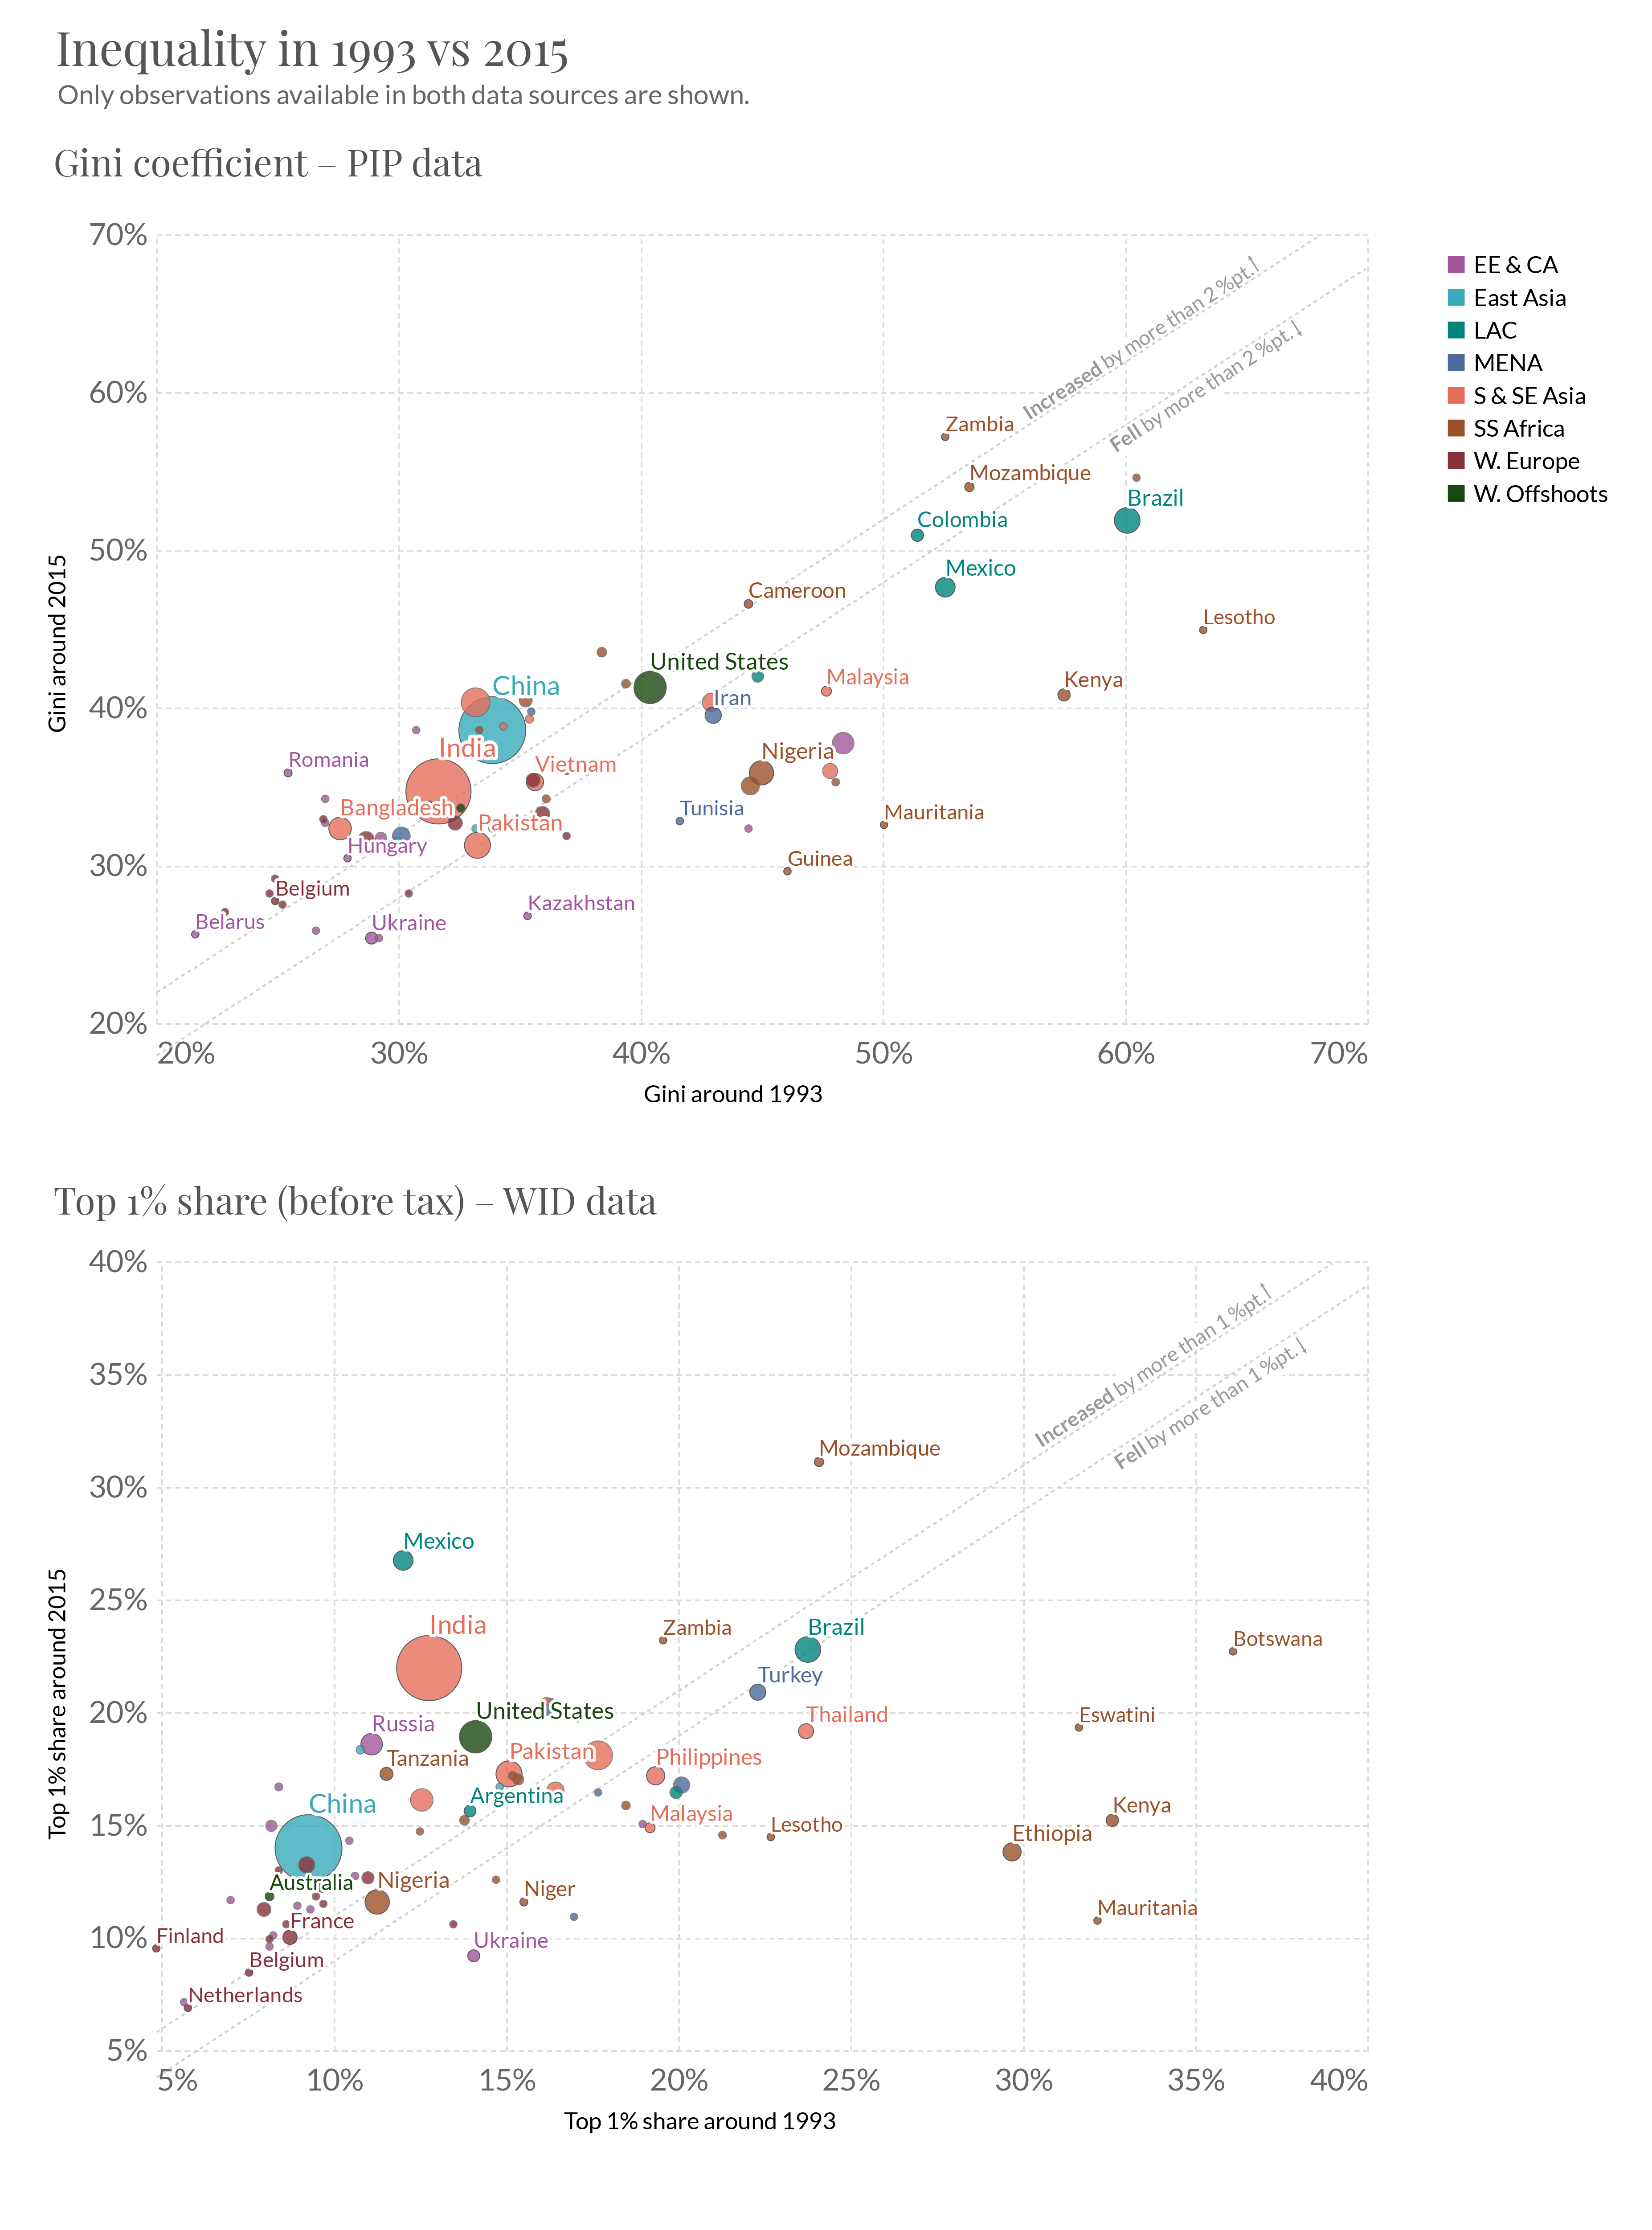 Inequality in 1993 vs 2015
Only observations available in both data sources are shown.
Gini coefficient – PIP data
70%
60%
50%
40%
30%
20%
Gini around 2015
20%
30%
40%
50%
60%
70%
Gini around 1993
Increased by more than 2 %pt.↑
Fell by more than 2 %pt.↓
EE & CA
East Asia
LAC
MENA
S & SE Asia
SS Africa
W. Europe
W. Offshoots
Zambia
Mozambique
Brazil
Colombia
Mexico
Cameroon
Lesotho
United States
China
Malaysia
Kenya
Iran
India
Nigeria
Romania
Vietnam
Bangladesh
Tunisia
Mauritania
Pakistan
Hungary
Guinea
Belgium
Kazakhstan
Belarus
Ukraine
Top 1% share (before tax) – WID data
40%
35%
30%
25%
20%
15%
10%
5%
Top 1% share around 2015
5%
10%
15%
20%
25%
30%
35%
40%
Top 1% share around 1993
Increased by more than 1 %pt.↑
Fell by more than 1 %pt.↓
Mozambique
Mexico
India
Zambia
Brazil
Botswana
Turkey
United States
Thailand
Eswatini
Russia
Tanzania
Pakistan
Philippines
Argentina
China
Malaysia
Lesotho
Kenya
Ethiopia
Australia
Nigeria
Niger
Mauritania
France
Finland
Ukraine
Belgium
Netherlands